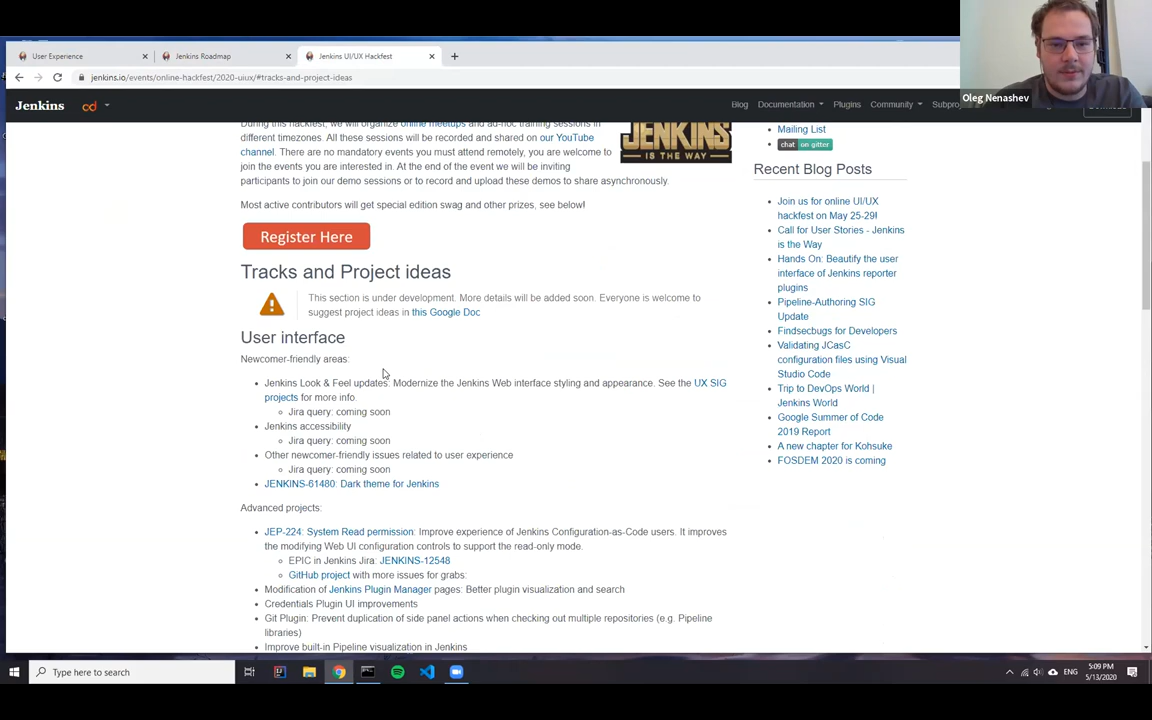 User Experience
Jenkins Roadmap
Jenkins UI/UX Hackfest
jenkins.io/events/online-hackfest/2020-uiux/#tracks-and-project-ideas
Oleg Nenashev
Jenkins
cd
Blog Documentation Plugins Community Subpro
During this hackfest, we will organize online meetups and ad-hoc training sessions in
different timezones. All these sessions will be recorded and shared on our YouTube
channel. There are no mandatory events you must attend remotely, you are welcome to
join the events you are interested in. At the end of the event we will be inviting
participants to join our demo sessions or to record and upload these demos to share asynchronously.
JENKINS
IS THE WAY
Most active contributors will get special edition swag and other prizes, see below!
Register Here
Tracks and Project ideas
This section is under development. More details will be added soon. Everyone is welcome to
suggest project ideas in this Google Doc
User interface
Newcomer-friendly areas:
Jenkins Look & Feel updates: Modernize the Jenkins Web interface styling and appearance. See the UX SIG
projects for more info.
Jira query: coming soon
Jenkins accessibility
Jira query: coming soon
Other newcomer-friendly issues related to user experience
Jira query: coming soon
JENKINS-61480: Dark theme for Jenkins
Advanced projects:
JEP-224: System Read permission: Improve experience of Jenkins Configuration-as-Code users. It improves
the modifying Web UI configuration controls to support the read-only mode.
EPIC in Jenkins Jira: JENKINS-12548
GitHub project with more issues for grabs:
Modification of Jenkins Plugin Manager pages: Better plugin visualization and search
Credentials Plugin UI improvements
Git Plugin: Prevent duplication of side panel actions when checking out multiple repositories (e.g. Pipeline
libraries)
Improve built-in Pipeline visualization in Jenkins
Mailing List
chat on gitter
Recent Blog Posts
Join us for online UI/UX
hackfest on May 25-29!
Call for User Stories - Jenkins
is the Way
Hands On: Beautify the user
interface of Jenkins reporter
plugins
Pipeline-Authoring SIG
Update
Findsecbugs for Developers
Validating JCasC
configuration files using Visual
Studio Code
Trip to DevOps World |
Jenkins World
Google Summer of Code
2019 Report
A new chapter for Kohsuke
FOSDEM 2020 is coming
Type here to search
ENG
5:09 PM
5/13/2020